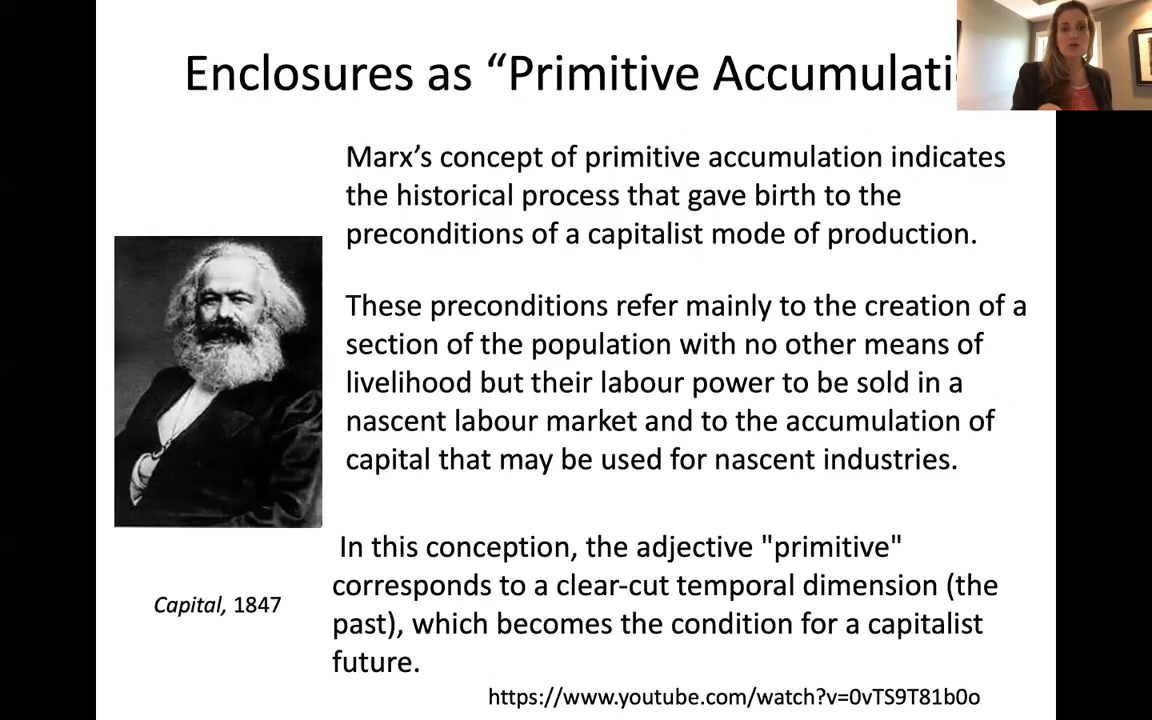 Enclosures as “Primitive Accumulati
Marx’s concept of primitive accumulation indicates
the historical process that gave birth to the
preconditions of a capitalist mode of production.
These preconditions refer mainly to the creation of a
section of the population with no other means of
livelihood but their labour power to be sold in a
nascent labour market and to the accumulation of
capital that may be used for nascent industries.
In this conception, the adjective "primitive"
corresponds to a clear-cut temporal dimension (the
past), which becomes the condition for a capitalist
future.
Capital, 1847
https://www.youtube.com/watch?v=0vTS9T81b0o